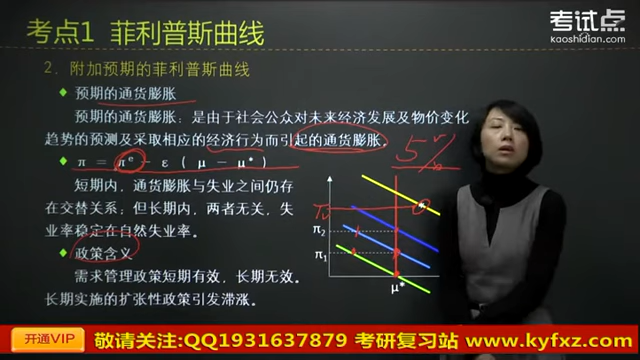 考点1 菲利普斯曲线
考试点
kaoshidian.com
2. 附加预期的菲利普斯曲线
预期的通货膨胀
预期的通货膨胀：是由于社会公众对未来经济发展及物价变化
趋势的预测及采取相应的经济行为而引起的通货膨胀。
5%
π = πe - ε ( μ - μ* )
短期内，通货膨胀与失业之间仍存
在交替关系：但长期内，两者无关，失
业率稳定在自然失业率。
政策含义
需求管理政策短期有效，长期无效。
长期实施的扩张性政策引发滞涨。
π2
π1
μ*
开通VIP
敬请关注:QQ1931637879 考研复习站 www.kyfxz.com